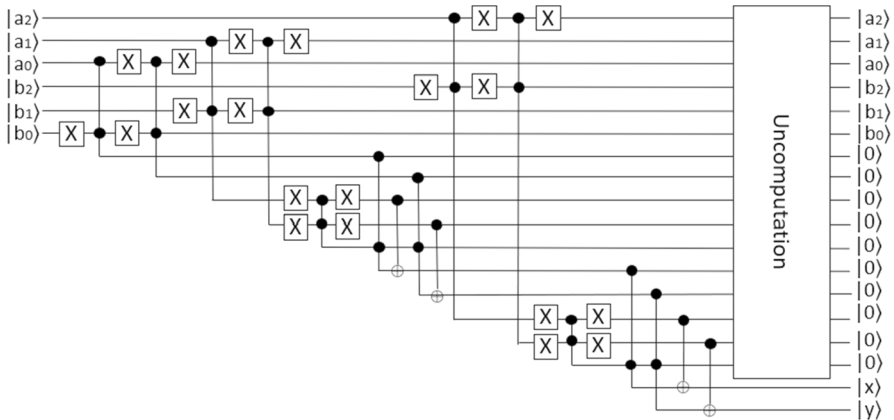 |a2⟩ X X |a2⟩
|a1⟩ X X |a1⟩
|a0⟩ X X |a0⟩
|b2⟩ X X |b2⟩
|b1⟩ X X |b1⟩
|b0⟩ X X |b0⟩
|0⟩
|0⟩
X X |0⟩
X X |0⟩
|0⟩
|0⟩
|0⟩
X X |0⟩
X X |0⟩
|0⟩
|x⟩
|y⟩
Uncomputation